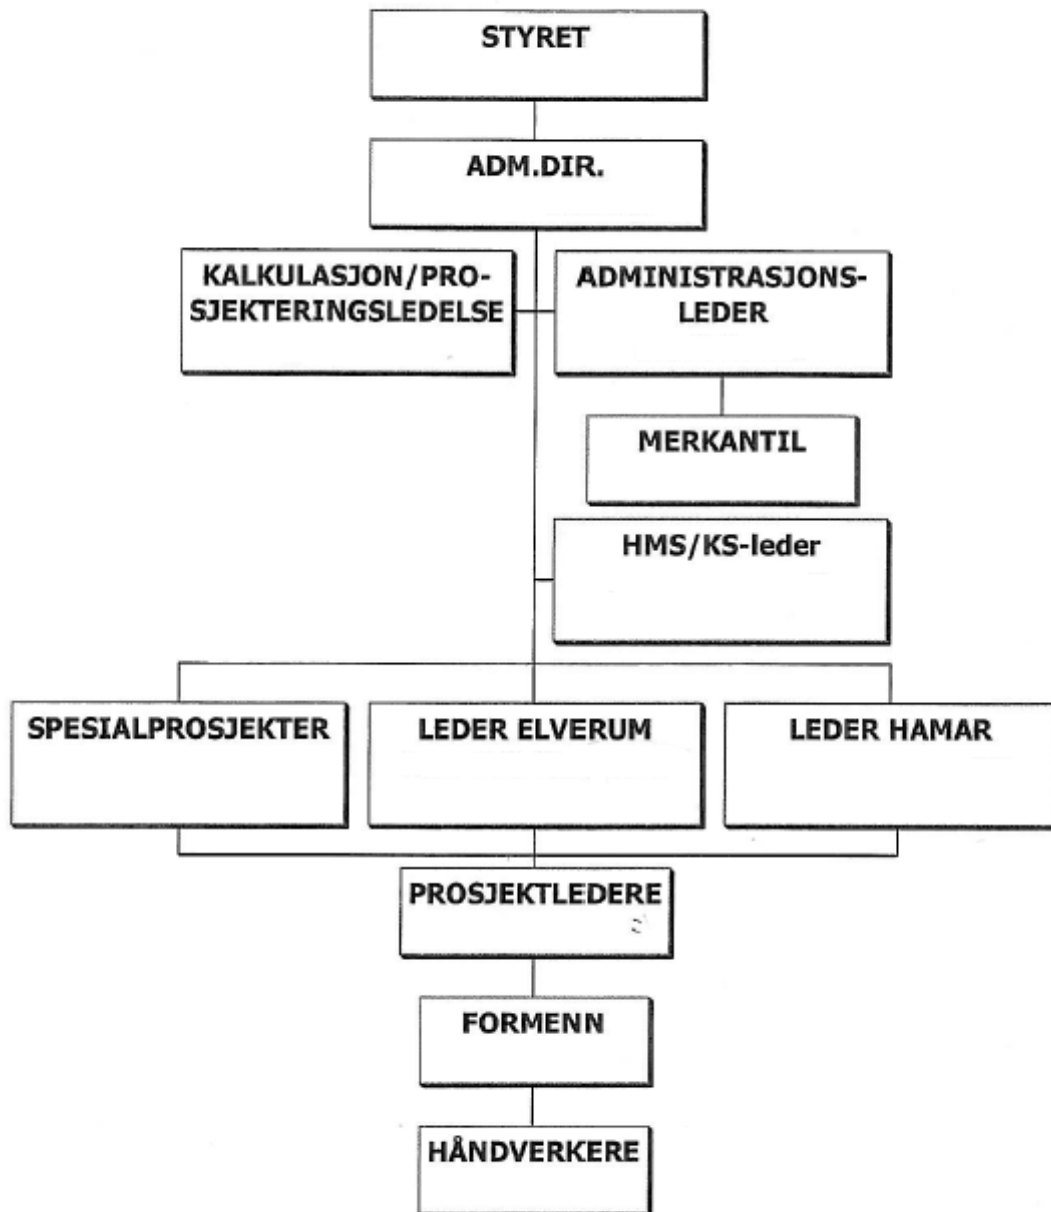 STYRET
ADM.DIR.
KALKULASJON/PRO-
SJEKTERINGSLEDELSE
ADMINISTRASJONS-
LEDER
MERKANTIL
HMS/KS-leder
SPESIALPROSJEKTER
LEDER ELVERUM
LEDER HAMAR
PROSJEKTLEDERE
FORMENN
HÅNDVERKERE